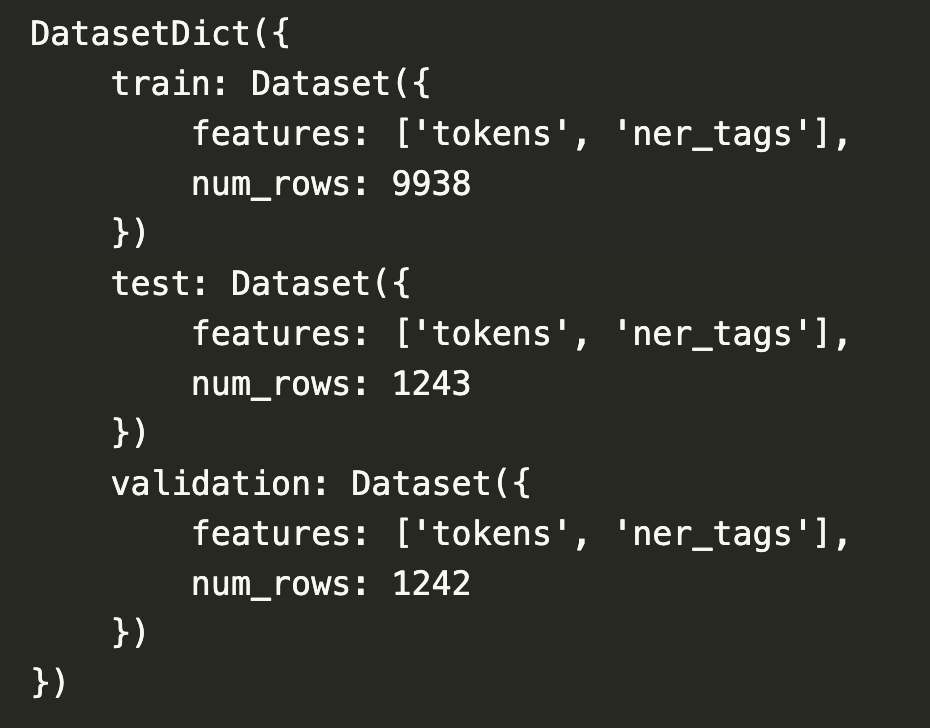 DatasetDict({
    train: Dataset({
        features: ['tokens', 'ner_tags'],
        num_rows: 9938
    })
    test: Dataset({
        features: ['tokens', 'ner_tags'],
        num_rows: 1243
    })
    validation: Dataset({
        features: ['tokens', 'ner_tags'],
        num_rows: 1242
    })
})